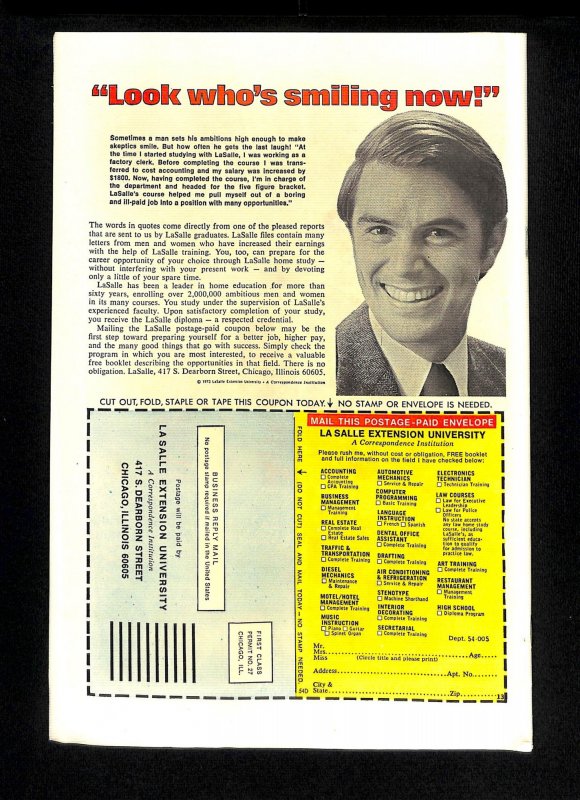 “Look who’s smiling now!”
Sometimes a man sets his ambitions high enough to make
skeptics smile. But how often he gets the last laugh! “At
the time I started studying with LaSalle, I was working as a
factory clerk. Before completing the course I was trans-
ferred to cost accounting and my salary was increased by
$1800. Now, having completed the course, I’m in charge of
the department and headed for the five figure bracket.
LaSalle’s course helped me pull myself out of a boring
and ill-paid job into a position with many opportunities.”
The words in quotes come directly from one of the pleased reports
that are sent to us by LaSalle graduates. LaSalle files contain many
letters from men and women who have increased their earnings
with the help of LaSalle training. You, too, can prepare for the
career opportunity of your choice through LaSalle home study —
without interfering with your present work — and by devoting
only a little of your spare time.
LaSalle has been a leader in home education for more than
sixty years, enrolling over 2,000,000 ambitious men and women
in its many courses. You study under the supervision of LaSalle’s
experienced faculty. Upon satisfactory completion of your study,
you receive the LaSalle diploma — a respected credential.
Mailing the LaSalle postage-paid coupon below may be the
first step toward preparing yourself for a better job, higher pay,
and the many good things that go with success. Simply check the
program in which you are most interested, to receive a valuable
free booklet describing the opportunities in that field. There is no
obligation. LaSalle, 417 S. Dearborn Street, Chicago, Illinois 60605.
© 1973 LaSalle Extension University • A Correspondence Institution
CUT OUT, FOLD, STAPLE OR TAPE THIS COUPON TODAY. ↓ NO STAMP OR ENVELOPE IS NEEDED.
BUSINESS REPLY MAIL
No postage stamp required if mailed in the United States
Postage will be paid by
LASALLE EXTENSION UNIVERSITY
A Correspondence Institution
417 S. DEARBORN STREET
CHICAGO, ILLINOIS 60605
FIRST CLASS
PERMIT NO. 27
CHICAGO, ILL.
FOLD HERE ← (DO NOT CUT) SEAL AND MAIL TODAY – NO STAMP NEEDED.
MAIL THIS POSTAGE-PAID ENVELOPE
LA SALLE EXTENSION UNIVERSITY
A Correspondence Institution
Please rush me, without cost or obligation, FREE booklet
and full information on the field I have checked below:
ACCOUNTING
Complete
Accounting
CPA Training
BUSINESS
MANAGEMENT
Management
Training
REAL ESTATE
Complete Real
Estate
Real Estate Sales
TRAFFIC &
TRANSPORTATION
Complete Training
DIESEL
MECHANICS
Maintenance
& Repair
MOTEL/HOTEL
MANAGEMENT
Complete Training
MUSIC
INSTRUCTION
Piano Guitar
Spinet Organ
AUTOMOTIVE
MECHANICS
Service & Repair
COMPUTER
PROGRAMMING
Basic Training
LANGUAGE
INSTRUCTION
French Spanish
DENTAL OFFICE
ASSISTANT
Complete Training
DRAFTING
Complete Training
AIR CONDITIONING
& REFRIGERATION
Service & Repair
STENOTYPE
Machine Shorthand
INTERIOR
DECORATING
Complete Training
SECRETARIAL
Complete Training
ELECTRONICS
TECHNICIAN
Technician Training
LAW COURSES
Law for Executive
Leadership
Law for Police
Officers
No state accepts
any law home study
course, including
LaSalle's, as
sufficient educa-
tion to qualify
for admission to
practice law.
ART TRAINING
Complete Training
RESTAURANT
MANAGEMENT
Management
Training
HIGH SCHOOL
Diploma Program
Dept. 54-005
Mr.
Mrs.
Miss
(Circle title and please print)
Age
Address Apt. No.
City &
State Zip
54D
13